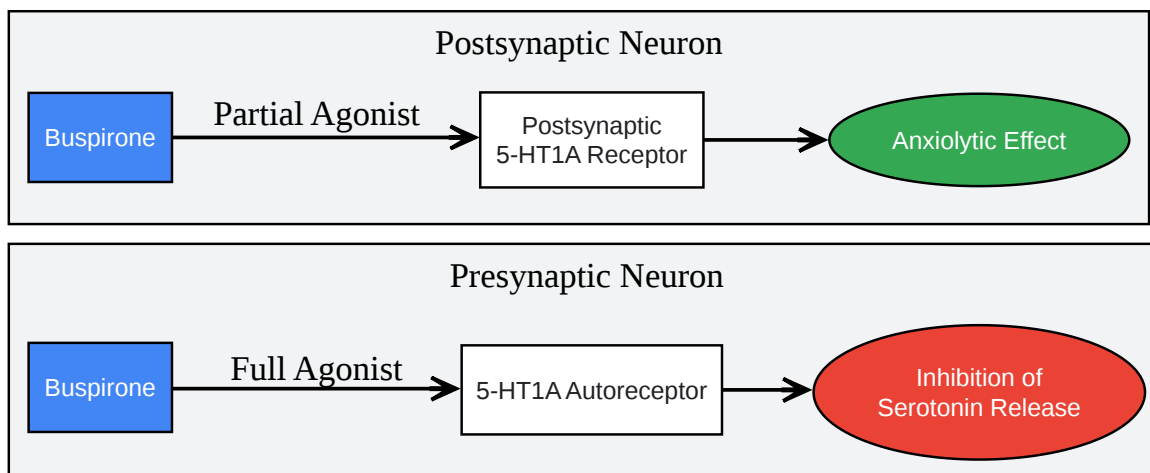 Postsynaptic Neuron
Buspirone
Partial Agonist
Postsynaptic
5-HT1A Receptor
Anxiolytic Effect
Presynaptic Neuron
Buspirone
Full Agonist
5-HT1A Autoreceptor
Inhibition of
Serotonin Release